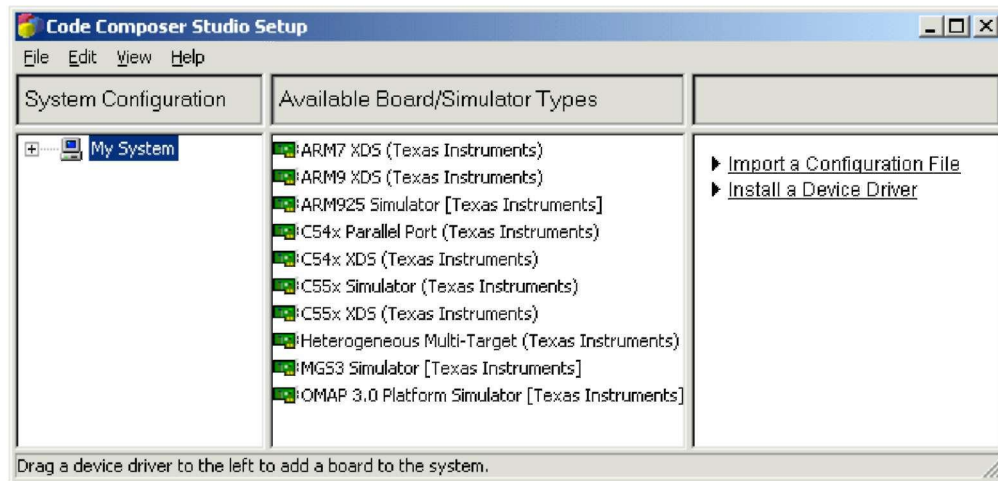 Code Composer Studio Setup
File Edit View Help
System Configuration
Available Board/Simulator Types
My System
ARM7 XDS (Texas Instruments)
ARM9 XDS (Texas Instruments)
ARM925 Simulator [Texas Instruments]
C54x Parallel Port (Texas Instruments)
C54x XDS (Texas Instruments)
C55x Simulator (Texas Instruments)
C55x XDS (Texas Instruments)
Heterogeneous Multi-Target (Texas Instruments)
MGS3 Simulator [Texas Instruments]
OMAP 3.0 Platform Simulator [Texas Instruments]
Import a Configuration File
Install a Device Driver
Drag a device driver to the left to add a board to the system.